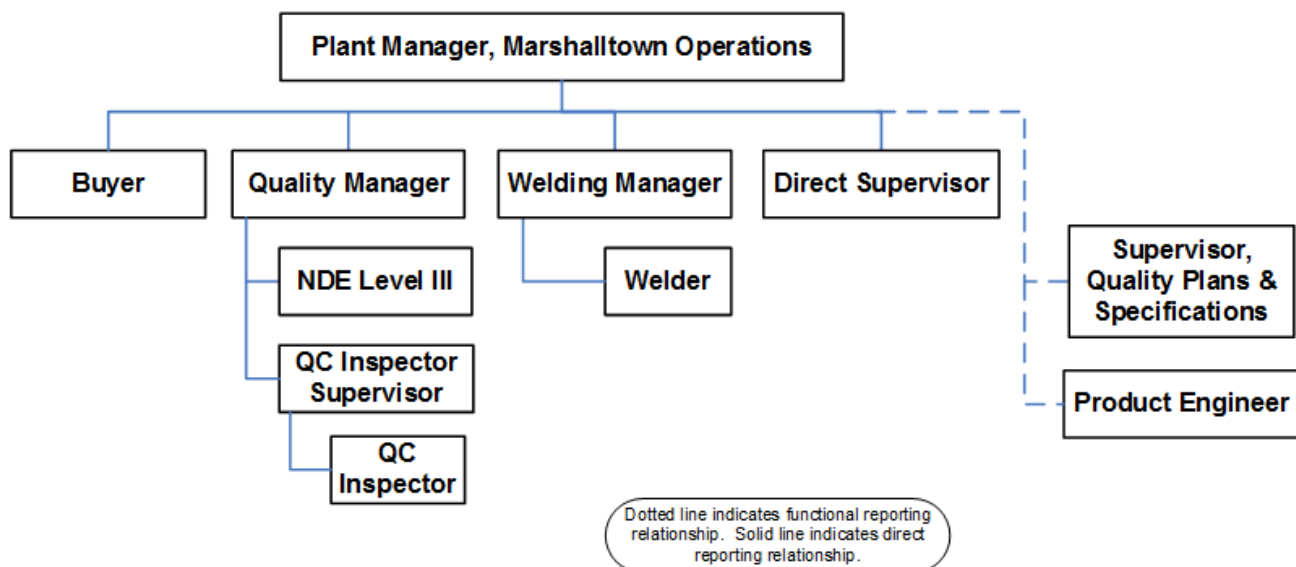 Plant Manager, Marshalltown Operations
Buyer
Quality Manager
Welding Manager
Direct Supervisor
NDE Level III
Welder
Supervisor,
Quality Plans &
Specifications
QC Inspector
Supervisor
Product Engineer
QC
Inspector
Dotted line indicates functional reporting
relationship.  Solid line indicates direct
reporting relationship.